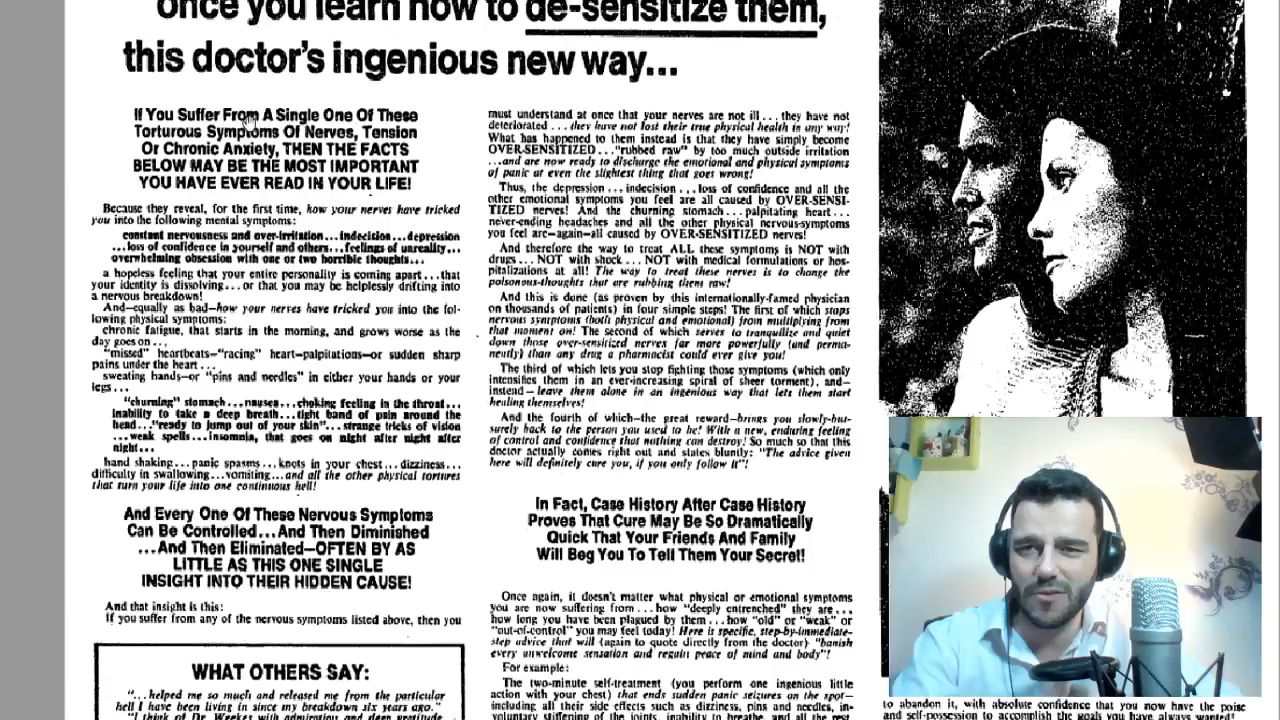 once you learn how to de-sensitize them,
this doctor's ingenious new way...
If You Suffer From A Single One Of These
Torturous Symptoms Of Nerves, Tension
Or Chronic Anxiety, THEN THE FACTS
BELOW MAY BE THE MOST IMPORTANT
YOU HAVE EVER READ IN YOUR LIFE!
Because they reveal, for the first time, how your nerves have tricked
you into the following mental symptoms:
constant nervousness and over-irritation...indecision...depression
...loss of confidence in yourself and others...feelings of unreality...
overwhelming obsession with one or two horrible thoughts...
a hopeless feeling that your entire personality is coming apart...that
your identity is dissolving...or that you may be helplessly drifting into
a nervous breakdown!
And—equally as bad—how your nerves have tricked you into the fol-
lowing physical symptoms:
chronic fatigue, that starts in the morning, and grows worse as the
day goes on...
"missed" heartbeats—"racing" heart—palpitations—or sudden sharp
pains under the heart...
sweating hands—or "pins and needles" in either your hands or your
legs...
"churning" stomach...nausea...choking feeling in the throat...
inability to take a deep breath...tight band of pain around the
head..."ready to jump out of your skin"...strange tricks of vision
...weak spells...insomnia, that goes on night after night after
night...
hand shaking...panic spasms...knots in your chest...dizziness...
difficulty in swallowing...vomiting...and all the other physical tortures
that turn your life into one continuous hell!
And Every One Of These Nervous Symptoms
Can Be Controlled...And Then Diminished
...And Then Eliminated—OFTEN BY AS
LITTLE AS THIS ONE SINGLE
INSIGHT INTO THEIR HIDDEN CAUSE!
And that insight is this:
If you suffer from any of the nervous symptoms listed above, then you
WHAT OTHERS SAY:
"...helped me so much and released me from the particular
hell I have been living in since my breakdown six years ago."
"I think of Dr. Weekes with admiration and deep gratitude
must understand at once that your nerves are not ill...they have not
deteriorated...they have not lost their true physical health in any way!
What has happened to them instead is that they have simply become
OVER-SENSITIZED..."rubbed raw" by too much outside irritation
...and are now ready to discharge the emotional and physical symptoms
of panic at even the slightest thing that goes wrong!
Thus, the depression...indecision...loss of confidence and all the
other emotional symptoms you feel are all caused by OVER-SENSI-
TIZED nerves! And the churning stomach...palpitating heart...
never-ending headaches and all the other physical nervous-symptoms
you feel are—again—all caused by OVER-SENSITIZED nerves!
And therefore the way to treat ALL these symptoms is NOT with
drugs...NOT with shock...NOT with medical formulations or hos-
pitalizations at all! The way to treat these nerves is to change the
poisonous-thoughts that are rubbing them raw!
And this is done (as proven by this internationally-famed physician
on thousands of patients) in four simple steps! The first of which stops
nervous symptoms (both physical and emotional) from multiplying from
that moment on! The second of which serves to tranquilize and quiet
down those over-sensitized nerves far more powerfully (and perma-
nently) than any drug a pharmacist could ever give you!
The third of which lets you stop fighting those symptoms (which only
intensifies them in an ever-increasing spiral of sheer torment), and—
instead—leave them alone in an ingenious way that lets them start
healing themselves!
And the fourth of which—the great reward—brings you slowly-but-
surely back to the person you used to be! With a new, enduring feeling
of control and confidence that nothing can destroy! So much so that this
doctor actually comes right out and states bluntly: "The advice given
here will definitely cure you, if you only follow it"!
In Fact, Case History After Case History
Proves That Cure May Be So Dramatically
Quick That Your Friends And Family
Will Beg You To Tell Them Your Secret!
Once again, it doesn't matter what physical or emotional symptoms
you are now suffering from...how "deeply entrenched" they are...
how long you have been plagued by them...how "old" or "weak" or
"out-of-control" you may feel today! Here is specific, step-by-immediate-
step advice that will (again to quote directly from the doctor) "banish
every unwelcome sensation and regain peace of mind and body"!
For example:
The two-minute self-treatment (you perform one ingenious little
action with your chest) that ends sudden panic seizures on the spot—
including all their side effects such as dizziness, pins and needles, in-
voluntary stiffening of the joints, inability to breathe, and all the rest
to abandon it, with absolute confidence that you now have the poise
and self-possession to accomplish the goals you have always wanted!